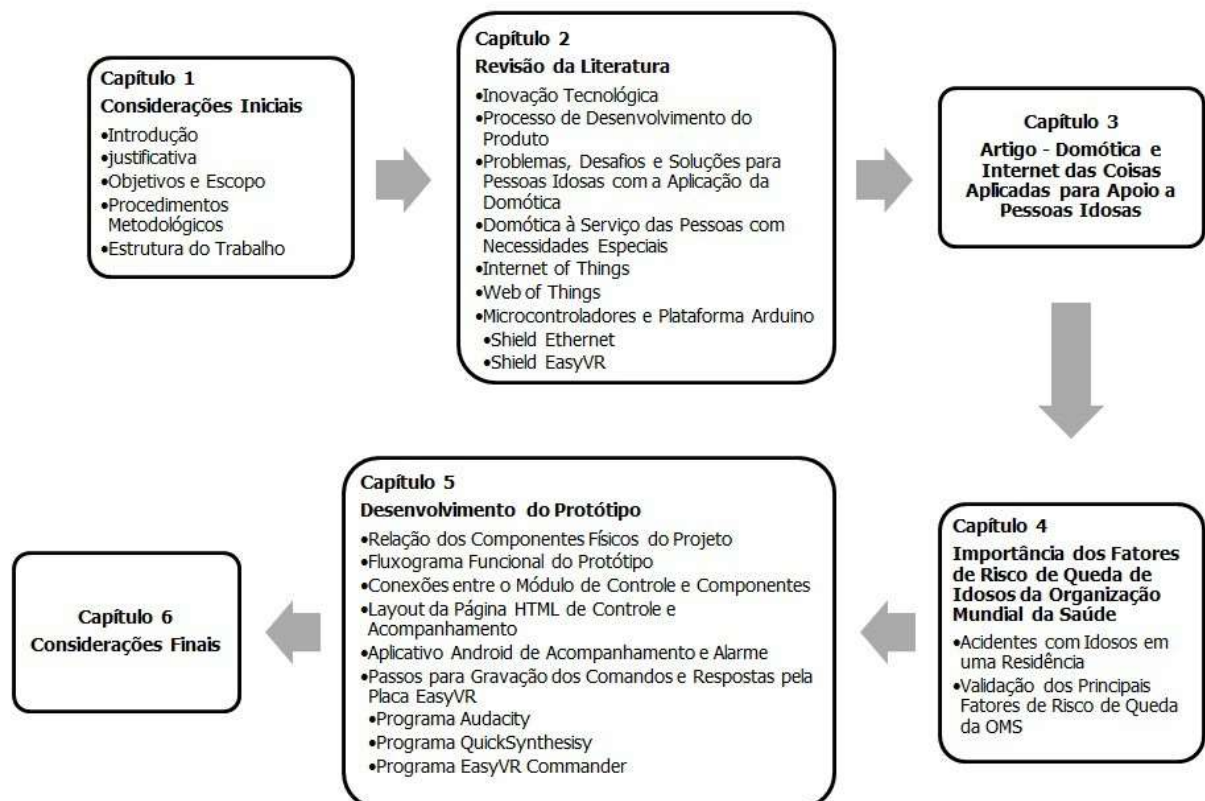 Capítulo 1
Considerações Iniciais
•Introdução
•justificativa
•Objetivos e Escopo
•Procedimentos
Metodológicos
•Estrutura do Trabalho
Capítulo 2
Revisão da Literatura
•Inovação Tecnológica
•Processo de Desenvolvimento do
Produto
•Problemas, Desafios e Soluções para
Pessoas Idosas com a Aplicação da
Domótica
•Domótica à Serviço das Pessoas com
Necessidades Especiais
•Internet of Things
•Web of Things
•Microcontroladores e Plataforma Arduino
•Shield Ethernet
•Shield EasyVR
Capítulo 3
Artigo - Domótica e
Internet das Coisas
Aplicadas para Apoio a
Pessoas Idosas
Capítulo 4
Importância dos Fatores
de Risco de Queda de
Idosos da Organização
Mundial da Saúde
•Acidentes com Idosos em
uma Residência
•Validação dos Principais
Fatores de Risco de Queda
da OMS
Capítulo 5
Desenvolvimento do Protótipo
•Relação dos Componentes Físicos do Projeto
•Fluxograma Funcional do Protótipo
•Conexões entre o Módulo de Controle e Componentes
•Layout da Página HTML de Controle e
Acompanhamento
•Aplicativo Android de Acompanhamento e Alarme
•Passos para Gravação dos Comandos e Respostas pela
Placa EasyVR
•Programa Audacity
•Programa QuickSynthesisy
•Programa EasyVR Commander
Capítulo 6
Considerações Finais